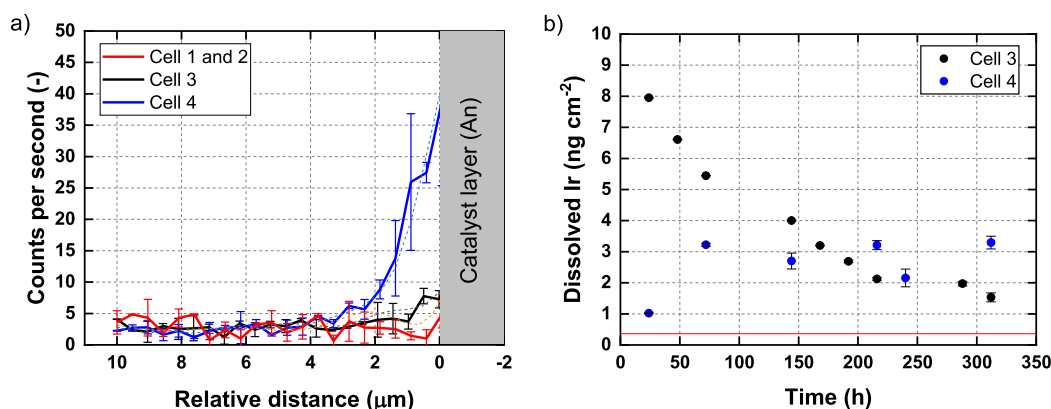 a)
50
45
40
35
30
25
20
15
10
5
0
Counts per second (-)
Cell 1 and 2
Cell 3
Cell 4
Catalyst layer (An)
10 8 6 4 2 0 -2
Relative distance (μm)
b)
10
9
8
7
6
5
4
3
2
1
0
Dissolved Ir (ng cm⁻²)
Cell 3
Cell 4
0 50 100 150 200 250 300 350
Time (h)